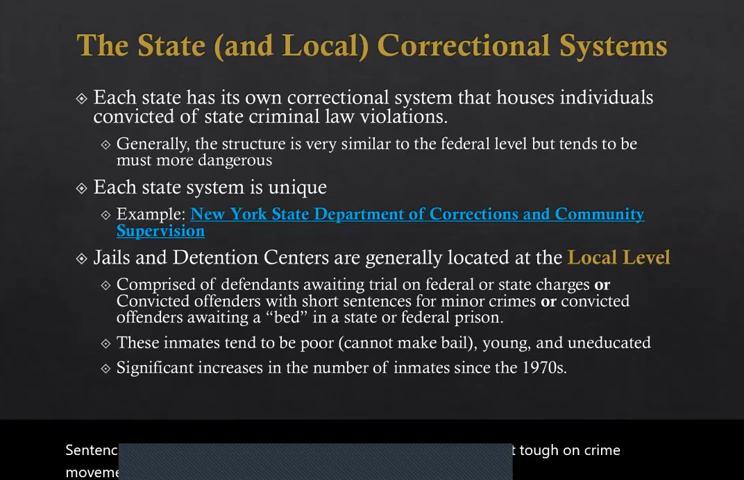 The State (and Local) Correctional Systems
Each state has its own correctional system that houses individuals
convicted of state criminal law violations.
Generally, the structure is very similar to the federal level but tends to be
must more dangerous
Each state system is unique
Example: New York State Department of Corrections and Community
Supervision
Jails and Detention Centers are generally located at the Local Level
Comprised of defendants awaiting trial on federal or state charges or
Convicted offenders with short sentences for minor crimes or convicted
offenders awaiting a “bed” in a state or federal prison.
These inmates tend to be poor (cannot make bail), young, and uneducated
Significant increases in the number of inmates since the 1970s.
tough on crime